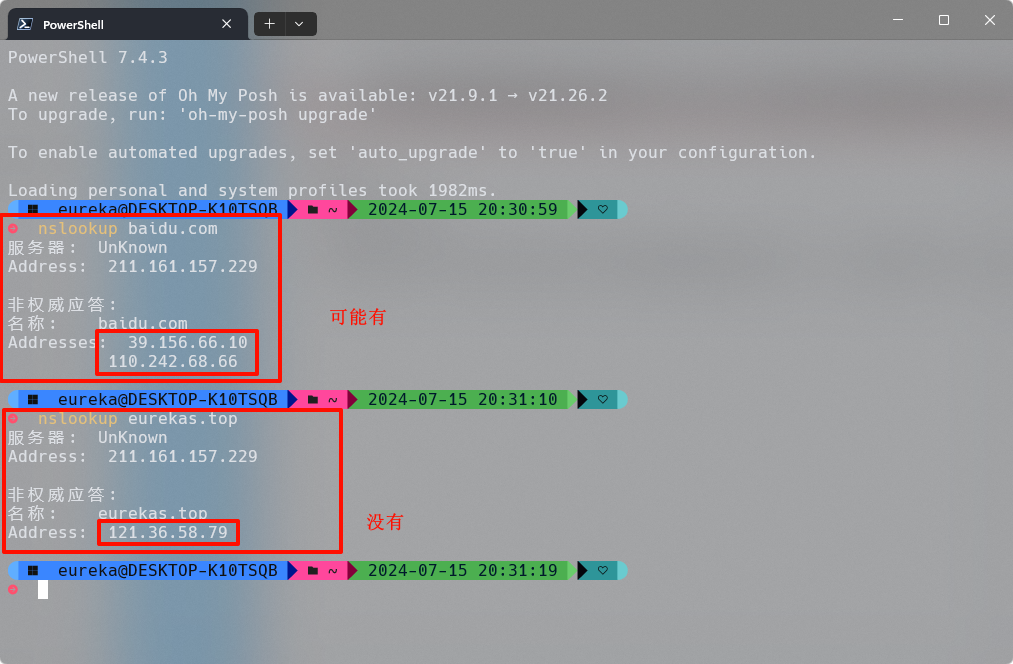 PowerShell
PowerShell 7.4.3
A new release of Oh My Posh is available: v21.9.1 → v21.26.2
To upgrade, run: 'oh-my-posh upgrade'
To enable automated upgrades, set 'auto_upgrade' to 'true' in your configuration.
Loading personal and system profiles took 1982ms.
eureka@DESKTOP-K10TSQB ~ 2024-07-15 20:30:59
nslookup baidu.com
服务器: UnKnown
Address: 211.161.157.229
非权威应答:
名称: baidu.com
可能有
Addresses: 39.156.66.10
110.242.68.66
eureka@DESKTOP-K10TSQB ~ 2024-07-15 20:31:10
nslookup eurekas.top
服务器: UnKnown
Address: 211.161.157.229
非权威应答:
名称: eurekas.top
没有
Address: 121.36.58.79
eureka@DESKTOP-K10TSQB ~ 2024-07-15 20:31:19